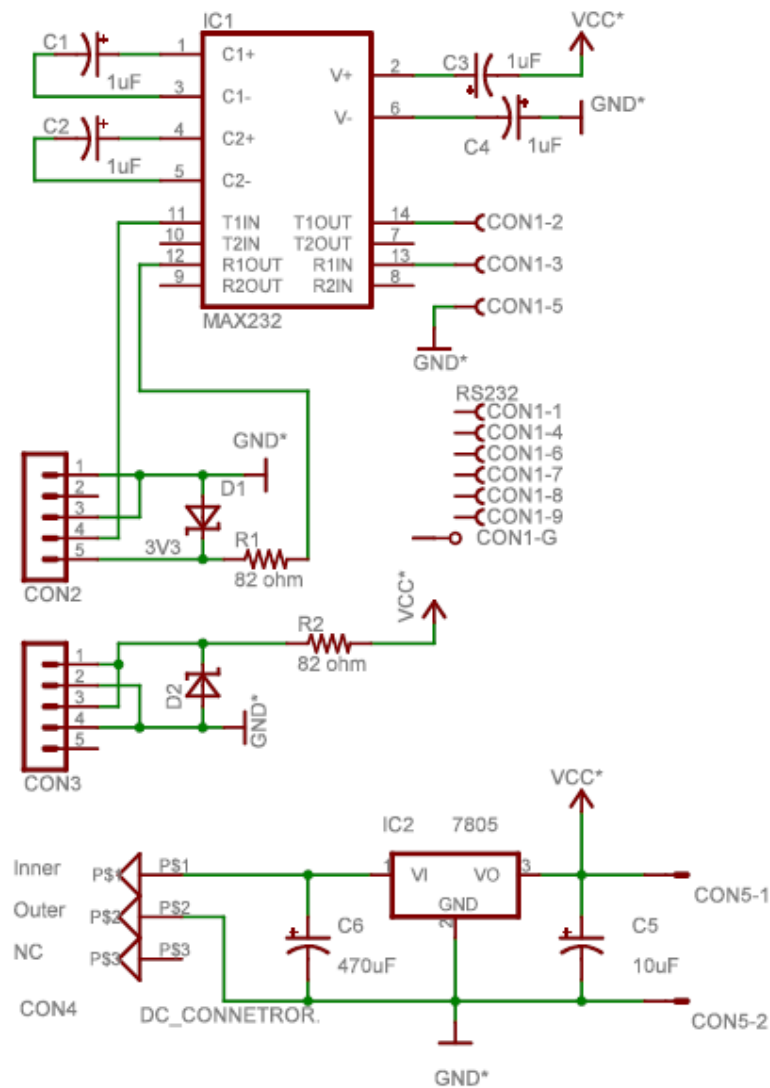 IC1
VCC*
C1
1
C1+
1uF
3
C1-
V+
2
C3
1uF
C2
4
C2+
V-
6
GND*
1uF
5
C2-
C4
1uF
11
T1IN
T1OUT
14
CON1-2
10
T2IN
T2OUT
7
12
R1OUT
R1IN
13
CON1-3
9
R2OUT
R2IN
8
CON1-5
MAX232
GND*
RS232
CON1-1
CON1-4
CON1-6
CON1-7
CON1-8
CON1-9
CON1-G
GND*
1
2
3
4
5
D1
3V3
R1
82 ohm
CON2
VCC*
R2
82 ohm
1
2
3
4
5
D2
GND*
CON3
VCC*
IC2
7805
Inner
P$1
P$1
1
VI
VO
3
CON5-1
Outer
P$2
P$2
GND
2
C6
C5
NC
P$3
P$3
470uF
10uF
CON4
DC_CONNETROR.
CON5-2
GND*